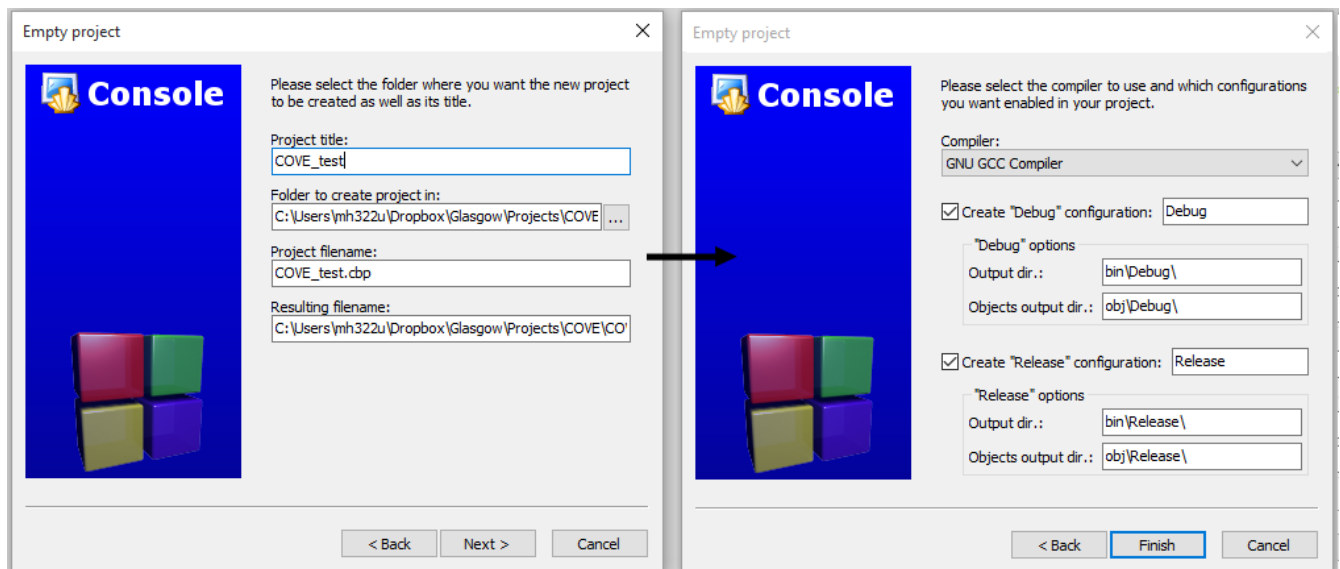 Empty project
Console
Please select the folder where you want the new project
to be created as well as its title.
Project title:
COVE_test
Folder to create project in:
C:\Users\mh322u\Dropbox\Glasgow\Projects\COVE
...
Project filename:
COVE_test.cbp
Resulting filename:
C:\Users\mh322u\Dropbox\Glasgow\Projects\COVE\CO
< Back
Next >
Cancel
Empty project
Console
Please select the compiler to use and which configurations
you want enabled in your project.
Compiler:
GNU GCC Compiler
Create "Debug" configuration: Debug
"Debug" options
Output dir.: bin\Debug\
Objects output dir.: obj\Debug\
Create "Release" configuration: Release
"Release" options
Output dir.: bin\Release\
Objects output dir.: obj\Release\
< Back
Finish
Cancel